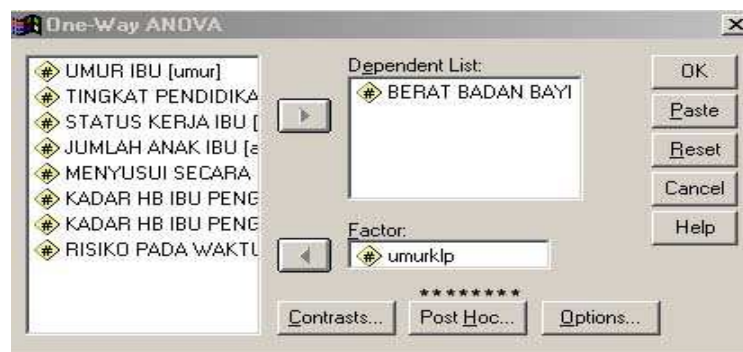 One-Way ANOVA
UMUR IBU [umur]
TINGKAT PENDIDIKA
STATUS KERJA IBU [
JUMLAH ANAK IBU [a
MENYUSUI SECARA
KADAR HB IBU PENG
KADAR HB IBU PENG
RISIKO PADA WAKTU
Dependent List:
BERAT BADAN BAYI
Factor:
umurklp
********
Contrasts...
Post Hoc...
Options...
OK
Paste
Reset
Cancel
Help